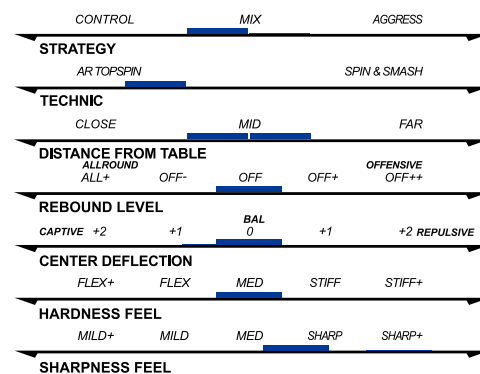 CONTROL MIX AGGRESS
STRATEGY
AR TOPSPIN SPIN & SMASH
TECHNIC
CLOSE MID FAR
DISTANCE FROM TABLE
ALLROUND OFFENSIVE
ALL+ OFF- OFF OFF+ OFF++
REBOUND LEVEL
BAL
CAPTIVE +2 +1 0 +1 +2 REPULSIVE
CENTER DEFLECTION
FLEX+ FLEX MED STIFF STIFF+
HARDNESS FEEL
MILD+ MILD MED SHARP SHARP+
SHARPNESS FEEL